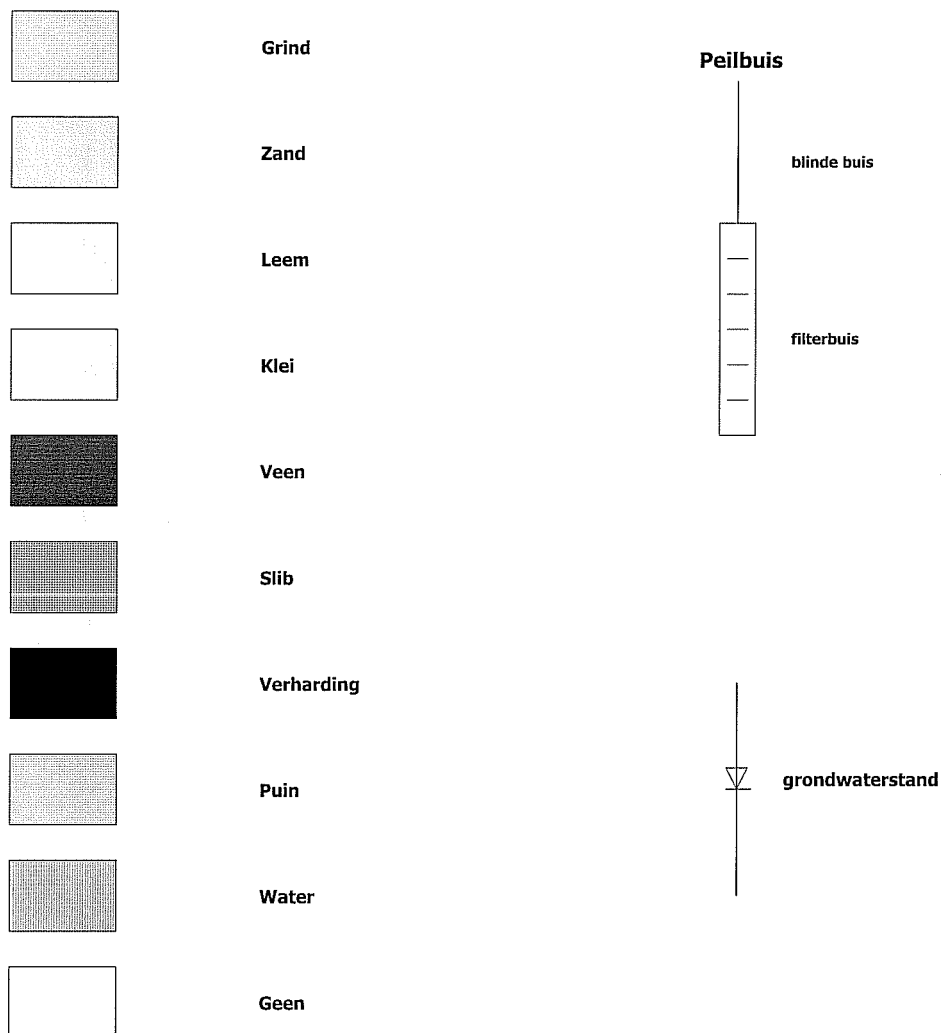 Grind
Zand
Leem
Klei
Veen
Slib
Verharding
Puin
Water
Geen
Peilbuis
blinde buis
filterbuis
grondwaterstand